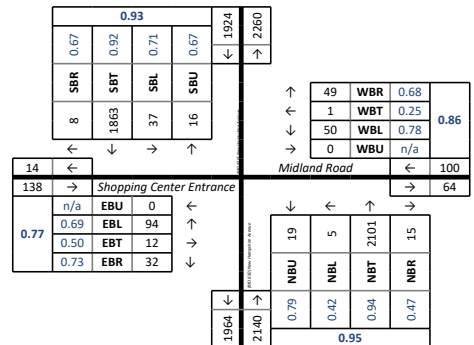 0.93
0.67 0.92 0.71 0.67
SBR SBT SBL SBU
8 1863 37 16
← ↓ → ↑
1924 2260
↓ ↑
↑ 49 WBR 0.68
← 1 WBT 0.25
↓ 50 WBL 0.78
→ 0 WBU n/a
0.86
14 ←
138 → Shopping Center Entrance
Midland Road ← 100
→ 64
0.77
n/a EBU 0 ←
0.69 EBL 94 ↑
0.50 EBT 12 →
0.73 EBR 32 ↓
↓ ← ↑ →
19 5 2101 15
NBU NBL NBT NBR
0.79 0.42 0.94 0.47
0.95
↓ ↑
1964 2140